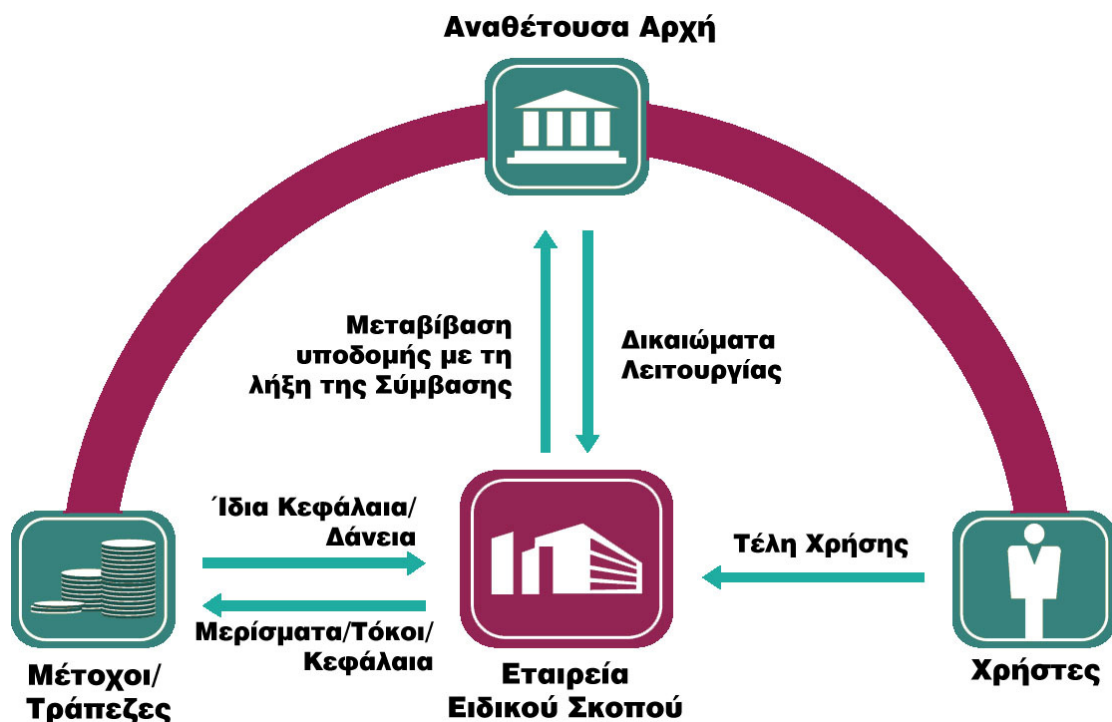 Αναθέτουσα Αρχή
Μεταβίβαση
υποδομής με τη
λήξη της Σύμβασης
Δικαιώματα
Λειτουργίας
Ίδια Κεφάλαια/
Δάνεια
Τέλη Χρήσης
Μερίσματα/Τόκοι/
Κεφάλαια
Μέτοχοι/
Τράπεζες
Εταιρεία
Ειδικού Σκοπού
Χρήστες